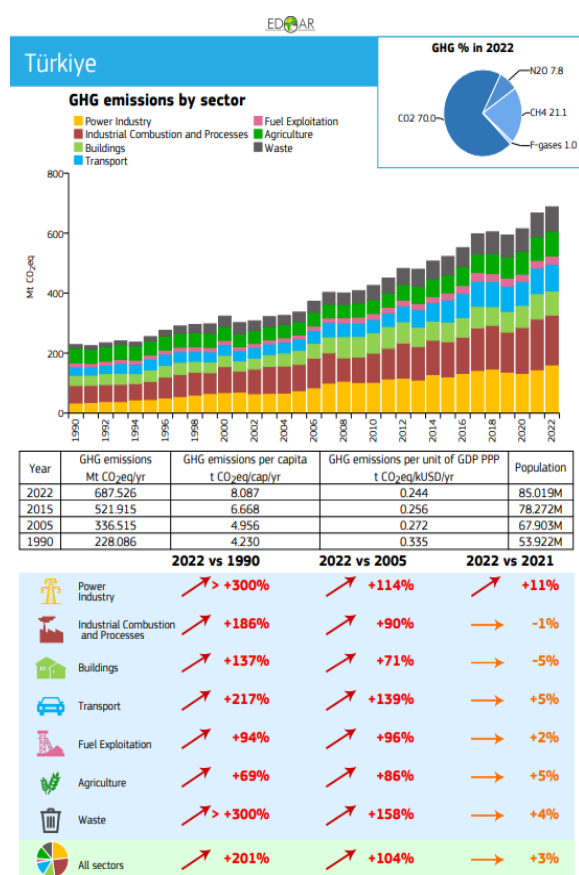 EDGAR
Türkiye
GHG % in 2022
N2O 7.8
CO2 70.0
CH4 21.1
F-gases 1.0
GHG emissions by sector
Power Industry
Industrial Combustion and Processes
Buildings
Transport
Fuel Exploitation
Agriculture
Waste
Mt CO₂eq
800
600
400
200
0
1990 1992 1994 1996 1998 2000 2002 2004 2006 2008 2010 2012 2014 2016 2018 2020 2022
Year GHG emissions GHG emissions per capita GHG emissions per unit of GDP PPP Population
Mt CO₂eq/yr t CO₂eq/cap/yr t CO₂eq/kUSD/yr
2022 687.526 8.087 0.244 85.019M
2015 521.915 6.668 0.256 78.272M
2005 336.515 4.956 0.272 67.903M
1990 228.086 4.230 0.335 53.922M
2022 vs 1990 2022 vs 2005 2022 vs 2021
Power
Industry
> +300% +114% +11%
Industrial Combustion
and Processes
+186% +90% -1%
Buildings +137% +71% -5%
Transport +217% +139% +5%
Fuel Exploitation +94% +96% +2%
Agriculture +69% +86% +5%
Waste > +300% +158% +4%
All sectors +201% +104% +3%